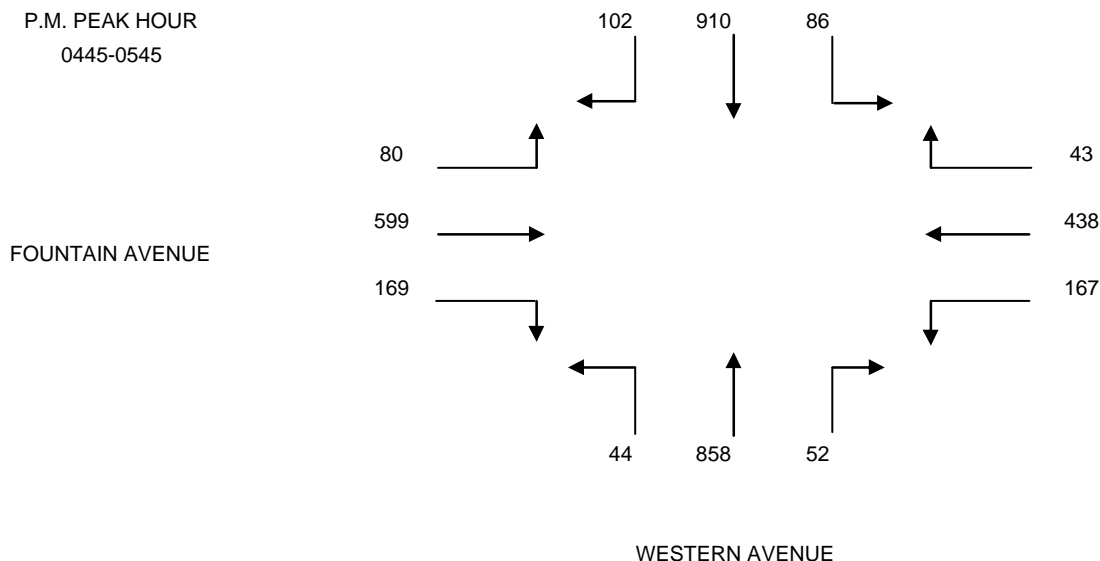 P.M. PEAK HOUR 102 910 86
0445-0545
80 43
599 438
FOUNTAIN AVENUE
169 167
44 858 52
WESTERN AVENUE